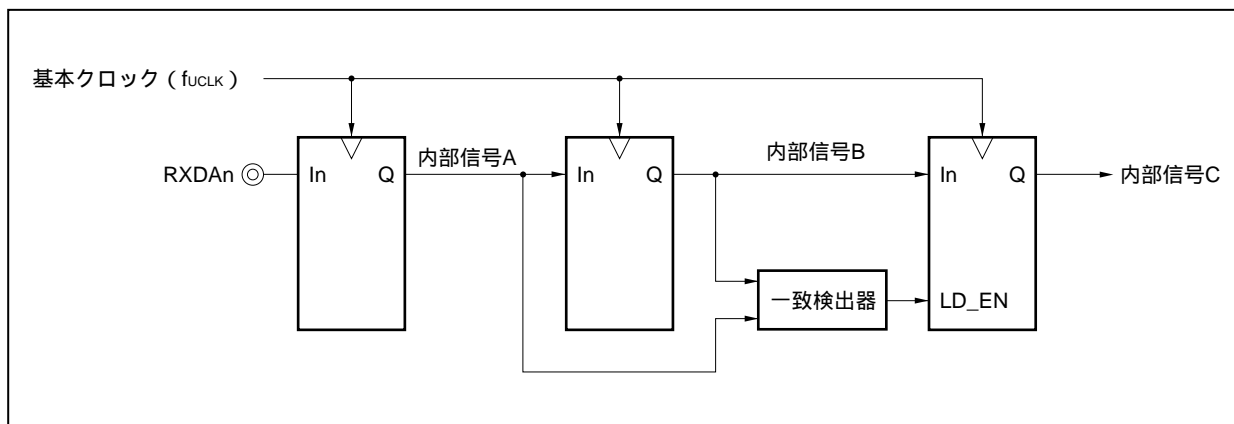 基本クロック（fUCLK）
RXDAn
In
Q
内部信号A
In
Q
内部信号B
In
Q
内部信号C
一致検出器
LD_EN